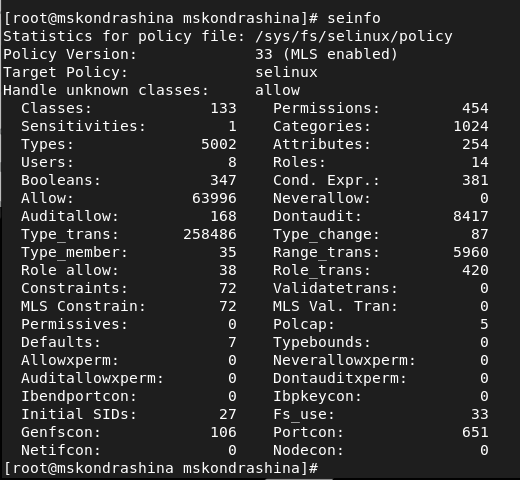 [root@mskondrashina mskondrashina]# seinfo
Statistics for policy file: /sys/fs/selinux/policy
Policy Version:             33 (MLS enabled)
Target Policy:              selinux
Handle unknown classes:     allow
  Classes:             133    Permissions:         454
  Sensitivities:         1    Categories:         1024
  Types:              5002    Attributes:          254
  Users:                 8    Roles:                14
  Booleans:            347    Cond. Expr.:         381
  Allow:             63996    Neverallow:            0
  Auditallow:          168    Dontaudit:          8417
  Type_trans:       258486    Type_change:          87
  Type_member:          35    Range_trans:        5960
  Role allow:           38    Role_trans:          420
  Constraints:          72    Validatetrans:         0
  MLS Constrain:        72    MLS Val. Tran:         0
  Permissives:           0    Polcap:                5
  Defaults:              7    Typebounds:            0
  Allowxperm:            0    Neverallowxperm:       0
  Auditallowxperm:       0    Dontauditxperm:        0
  Ibendportcon:          0    Ibpkeycon:             0
  Initial SIDs:         27    Fs_use:               33
  Genfscon:            106    Portcon:             651
  Netifcon:              0    Nodecon:               0
[root@mskondrashina mskondrashina]#